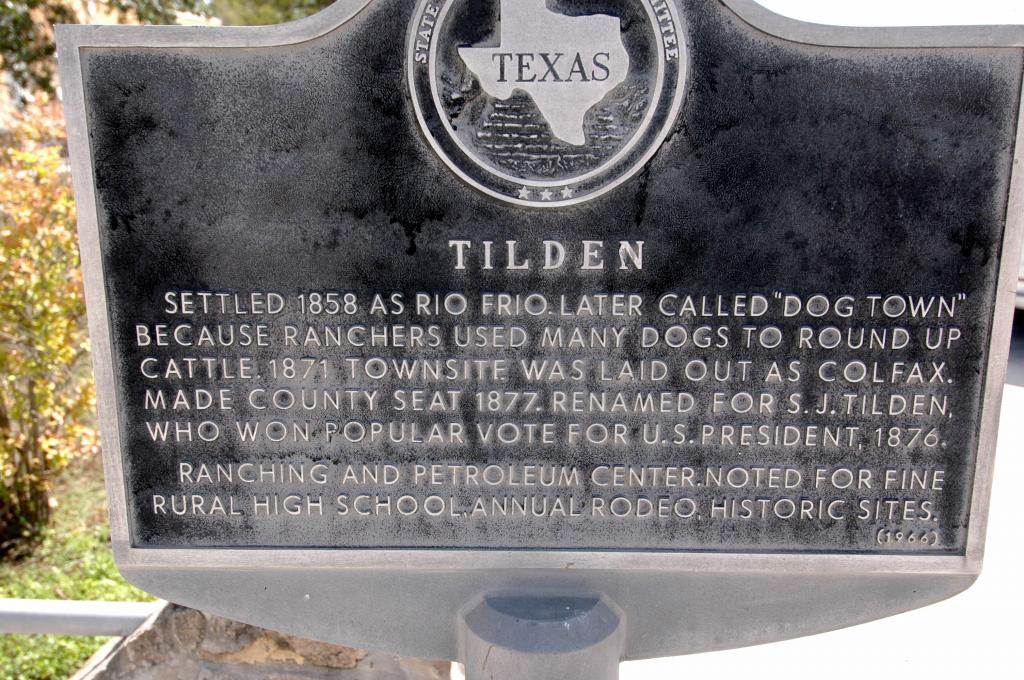 STATE
TEXAS
TILDEN
SETTLED 1858 AS RIO FRIO. LATER CALLED "DOG TOWN"
BECAUSE RANCHERS USED MANY DOGS TO ROUND UP
CATTLE. 1871 TOWNSITE WAS LAID OUT AS COLFAX.
MADE COUNTY SEAT 1877. RENAMED FOR S. J. TILDEN,
WHO WON POPULAR VOTE FOR U. S. PRESIDENT, 1876.
RANCHING AND PETROLEUM CENTER. NOTED FOR FINE
RURAL HIGH SCHOOL, ANNUAL RODEO, HISTORIC SITES.
(1966)